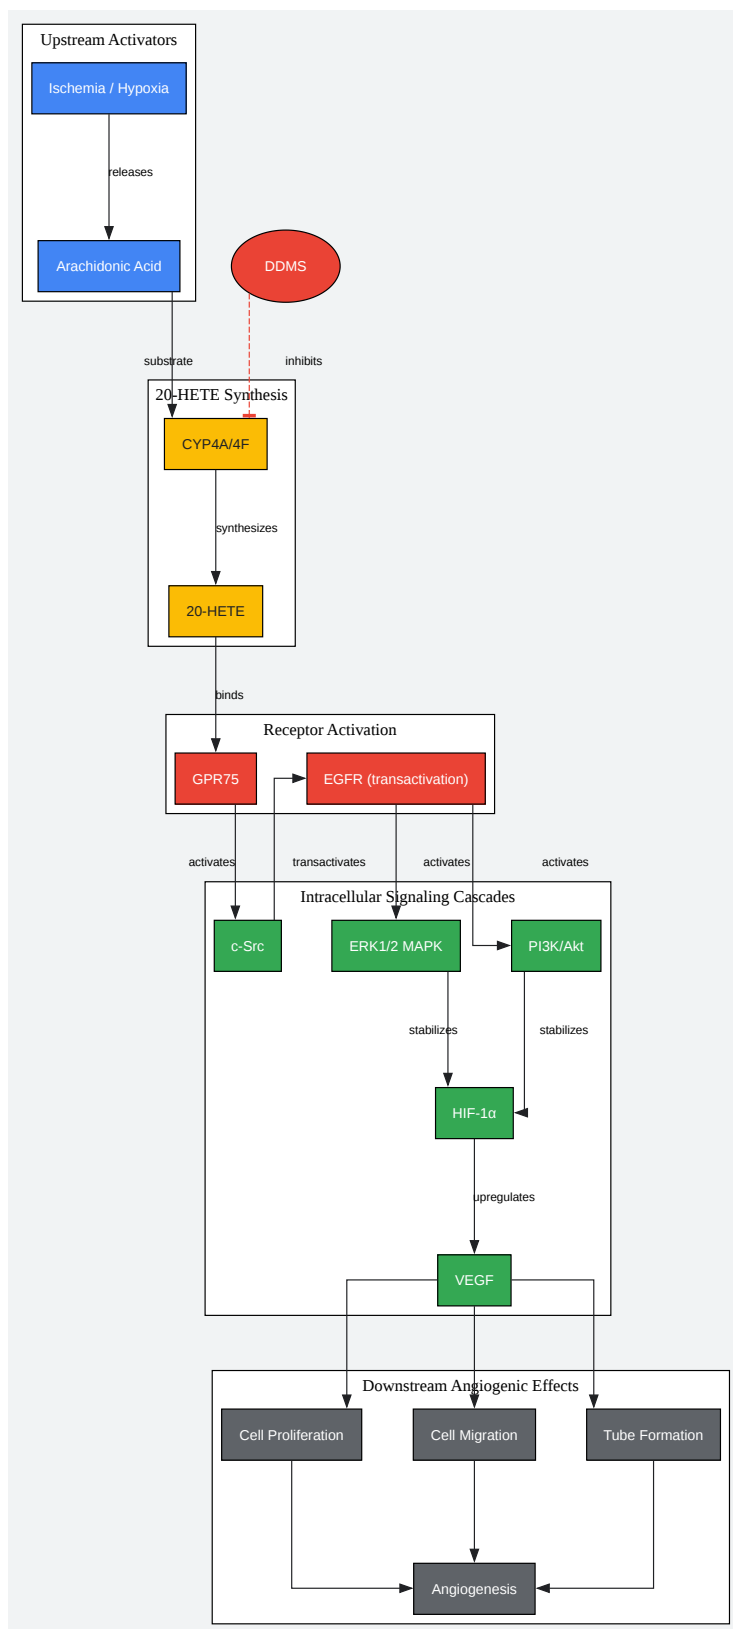 Upstream Activators
Ischemia / Hypoxia
releases
Arachidonic Acid
DDMS
substrate
inhibits
20-HETE Synthesis
CYP4A/4F
synthesizes
20-HETE
binds
Receptor Activation
GPR75
EGFR (transactivation)
activates
transactivates
activates
activates
Intracellular Signaling Cascades
c-Src
ERK1/2 MAPK
PI3K/Akt
stabilizes
stabilizes
HIF-1α
upregulates
VEGF
Downstream Angiogenic Effects
Cell Proliferation
Cell Migration
Tube Formation
Angiogenesis